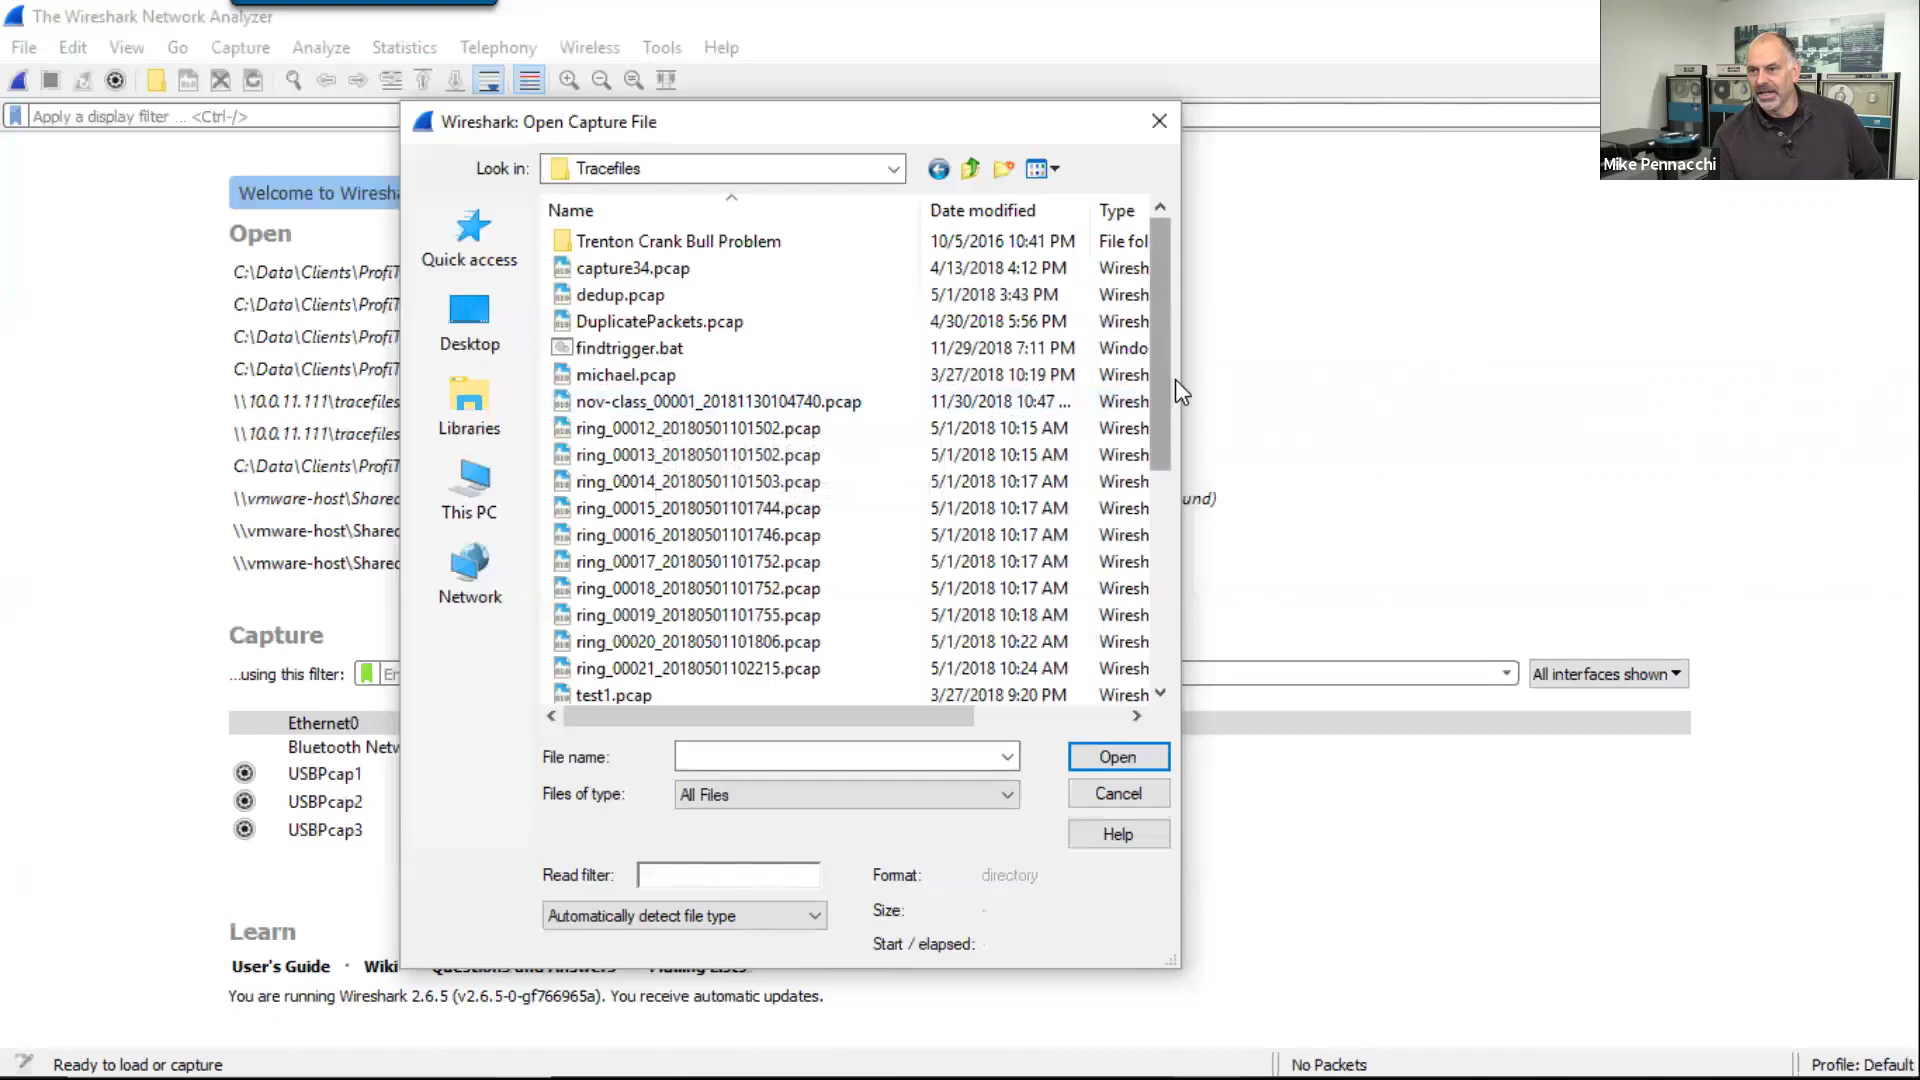 The Wireshark Network Analyzer
File Edit View Go Capture Analyze Statistics Telephony Wireless Tools Help
Apply a display filter ... <Ctrl-/>
Mike Pennacchi
Wireshark: Open Capture File
Look in: Tracefiles
Welcome to Wiresh
Open
C:\Data\Clients\ProfiT
C:\Data\Clients\ProfiT
C:\Data\Clients\ProfiT
C:\Data\Clients\ProfiT
\\10.0.11.111\tracefiles
\\10.0.11.111\tracefiles
C:\Data\Clients\ProfiT
\\vmware-host\Shared
und)
\\vmware-host\Shared
\\vmware-host\Shared
Quick access
Desktop
Libraries
This PC
Network
Name Date modified Type
Trenton Crank Bull Problem 10/5/2016 10:41 PM File fol
capture34.pcap 4/13/2018 4:12 PM Wiresh
dedup.pcap 5/1/2018 3:43 PM Wiresh
DuplicatePackets.pcap 4/30/2018 5:56 PM Wiresh
findtrigger.bat 11/29/2018 7:11 PM Windo
michael.pcap 3/27/2018 10:19 PM Wiresh
nov-class_00001_20181130104740.pcap 11/30/2018 10:47 ... Wiresh
ring_00012_20180501101502.pcap 5/1/2018 10:15 AM Wiresh
ring_00013_20180501101502.pcap 5/1/2018 10:15 AM Wiresh
ring_00014_20180501101503.pcap 5/1/2018 10:17 AM Wiresh
ring_00015_20180501101744.pcap 5/1/2018 10:17 AM Wiresh
ring_00016_20180501101746.pcap 5/1/2018 10:17 AM Wiresh
ring_00017_20180501101752.pcap 5/1/2018 10:17 AM Wiresh
ring_00018_20180501101752.pcap 5/1/2018 10:17 AM Wiresh
ring_00019_20180501101755.pcap 5/1/2018 10:18 AM Wiresh
ring_00020_20180501101806.pcap 5/1/2018 10:22 AM Wiresh
ring_00021_20180501102215.pcap 5/1/2018 10:24 AM Wiresh
test1.pcap 3/27/2018 9:20 PM Wiresh
File name: Open
Files of type: All Files Cancel
Help
Read filter: Format: directory
Automatically detect file type Size: -
Start / elapsed: -
Capture
...using this filter: En
All interfaces shown
Ethernet0
Bluetooth Netw
USBPcap1
USBPcap2
USBPcap3
Learn
User's Guide · Wiki Questions and Answers · Mailing Lists
You are running Wireshark 2.6.5 (v2.6.5-0-gf766965a). You receive automatic updates.
Ready to load or capture No Packets Profile: Default